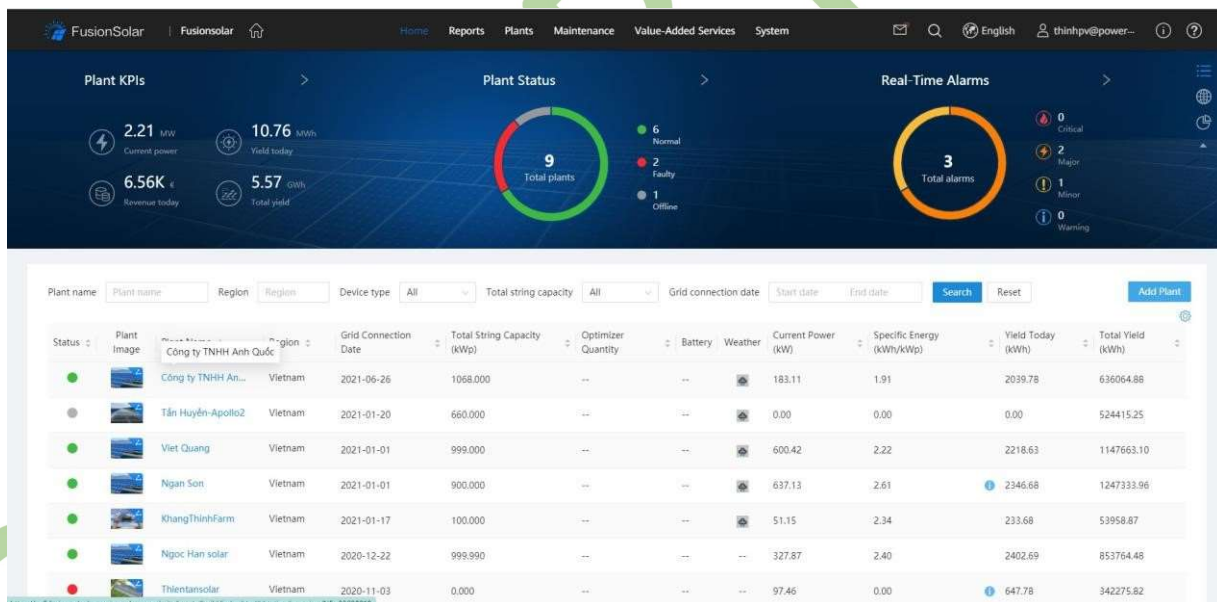 FusionSolar | Fusionsolar Home Reports Plants Maintenance Value-Added Services System English thinhpv@power...
Plant KPIs > Plant Status > Real-Time Alarms >
2.21 MW
Current power
10.76 MWh
Yield today
6.56K €
Revenue today
5.57 GWh
Total yield
9
Total plants
6
Normal
2
Faulty
1
Offline
3
Total alarms
0
Critical
2
Major
1
Minor
0
Warning
Plant name Plant name Region Region Device type All Total string capacity All Grid connection date Start date End date Search Reset Add Plant
Status Plant Image Region Grid Connection Date Total String Capacity (kWp) Optimizer Quantity Battery Weather Current Power (kW) Specific Energy (kWh/kWp) Yield Today (kWh) Total Yield (kWh)
Công ty TNHH Anh Quốc
Công ty TNHH An... Vietnam 2021-06-26 1068.000 -- -- 183.11 1.91 2039.78 636064.88
Tấn Huyền-Apollo2 Vietnam 2021-01-20 660.000 -- -- 0.00 0.00 0.00 524415.25
Viet Quang Vietnam 2021-01-01 999.000 -- -- 600.42 2.22 2218.63 1147663.10
Ngan Son Vietnam 2021-01-01 900.000 -- -- 637.13 2.61 2346.68 1247333.96
KhangThinhFarm Vietnam 2021-01-17 100.000 -- -- 51.15 2.34 233.68 53958.87
Ngoc Han solar Vietnam 2020-12-22 999.990 -- -- -- 327.87 2.40 2402.69 853764.48
Thientansolar Vietnam 2020-11-03 0.000 -- -- -- 97.46 0.00 647.78 342275.82